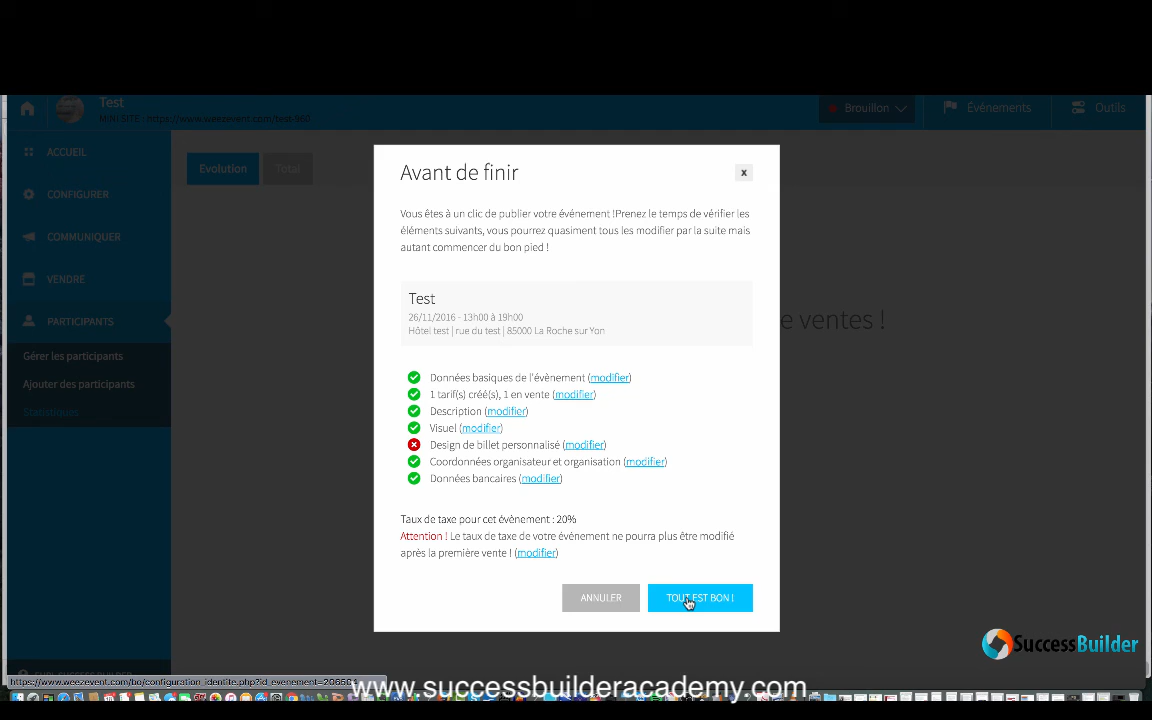 Test
MINI SITE : https://www.weezevent.com/test-560
Brouillon
Événements
Outils
ACCUEIL
CONFIGURER
COMMUNIQUER
VENDRE
PARTICIPANTS
Gérer les participants
Ajouter des participants
Statistiques
Evolution
Total
e ventes !
Avant de finir
x
Vous êtes à un clic de publier votre événement !Prenez le temps de vérifier les
éléments suivants, vous pourrez quasiment tous les modifier par la suite mais
autant commencer du bon pied !
Test
26/11/2016 - 13h00 à 19h00
Hôtel test | rue du test | 85000 La Roche sur Yon
Données basiques de l'évènement (modifier)
1 tarif(s) créé(s), 1 en vente (modifier)
Description (modifier)
Visuel (modifier)
Design de billet personnalisé (modifier)
Coordonnées organisateur et organisation (modifier)
Données bancaires (modifier)
Taux de taxe pour cet évènement : 20%
Attention ! Le taux de taxe de votre événement ne pourra plus être modifié
après la première vente ! (modifier)
ANNULER
TOUT EST BON !
SuccessBuilder
https://www.weezevent.com/bo/configuration_identite.php?id_evenement=20660
www.successbuilderacademy.com